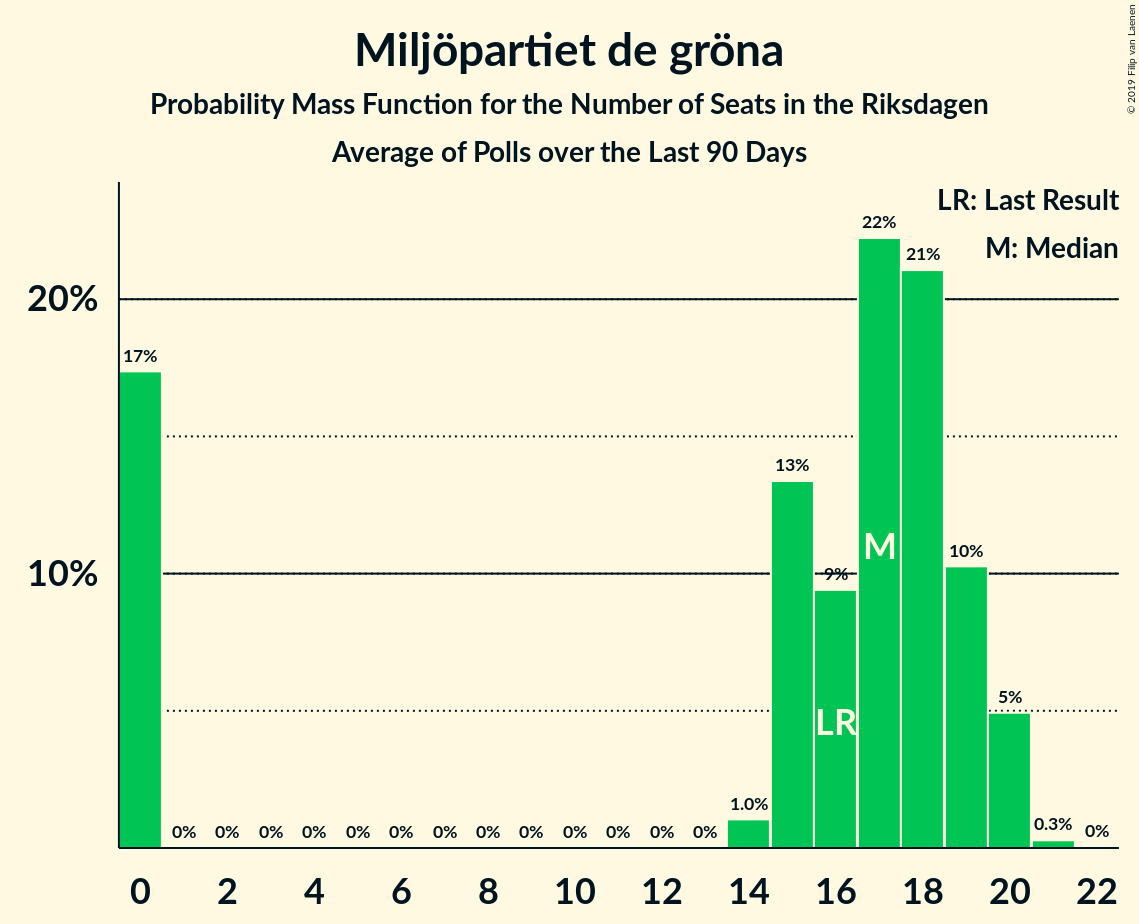 Miljöpartiet de gröna
Probability Mass Function for the Number of Seats in the Riksdagen
Average of Polls over the Last 90 Days
© 2019 Filip van Laenen
LR: Last Result
M: Median
20%
10%
17%
0%
0%
0%
0%
0%
0%
0%
0%
0%
0%
0%
0%
0%
1.0%
13%
9%
22%
21%
10%
5%
0.3%
0%
M
LR
0 2 4 6 8 10 12 14 16 18 20 22